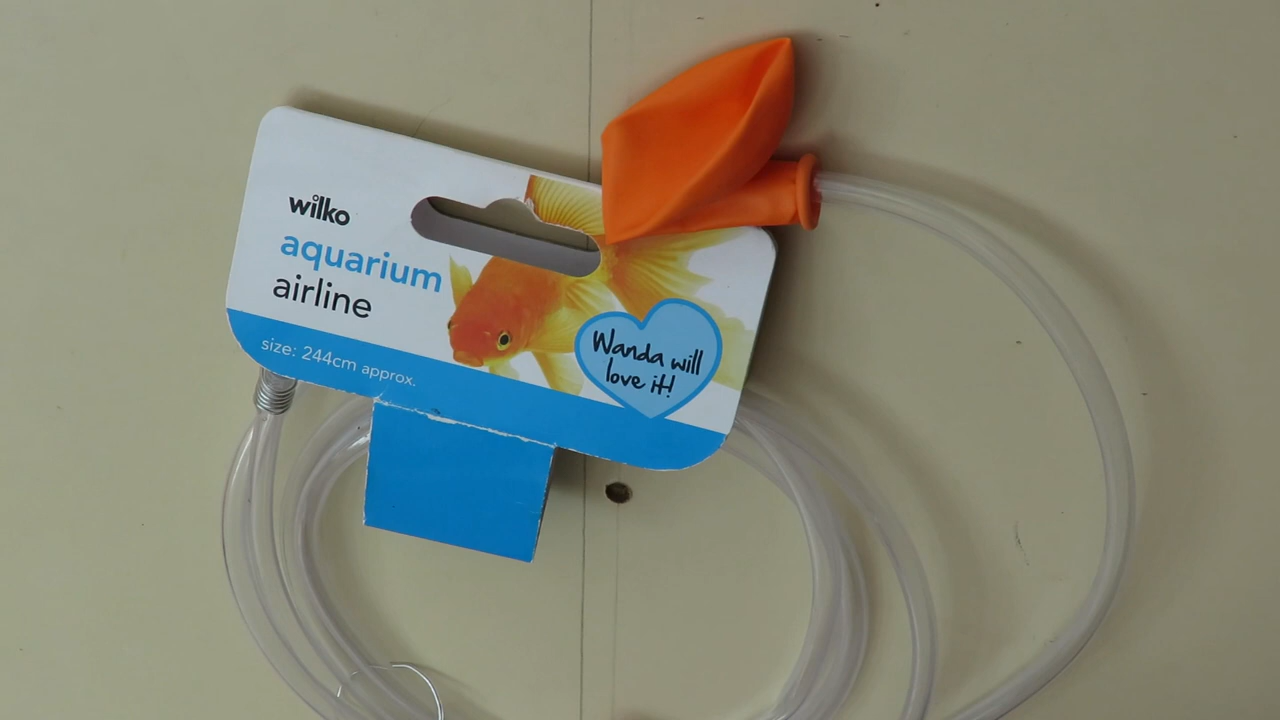 wilko
aquarium
airline
size: 244cm approx.
Wanda will
love it!